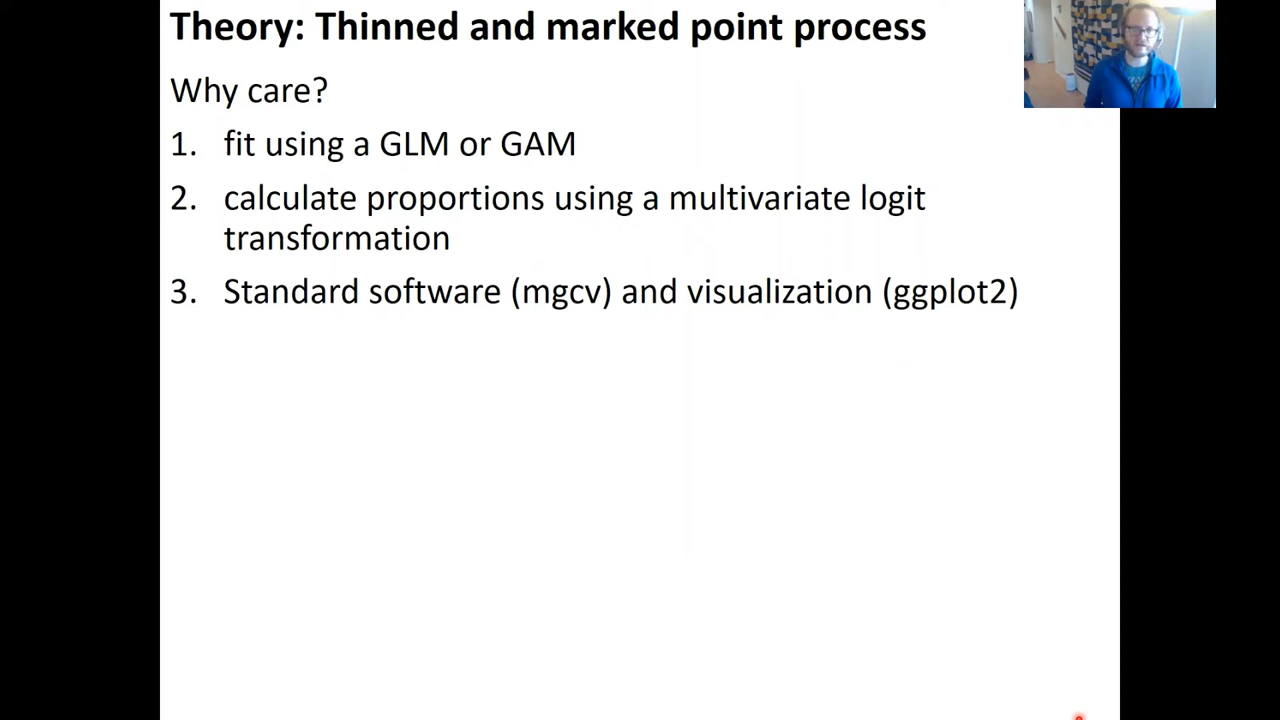 Theory: Thinned and marked point process
Why care?
1. fit using a GLM or GAM
2. calculate proportions using a multivariate logit
transformation
3. Standard software (mgcv) and visualization (ggplot2)